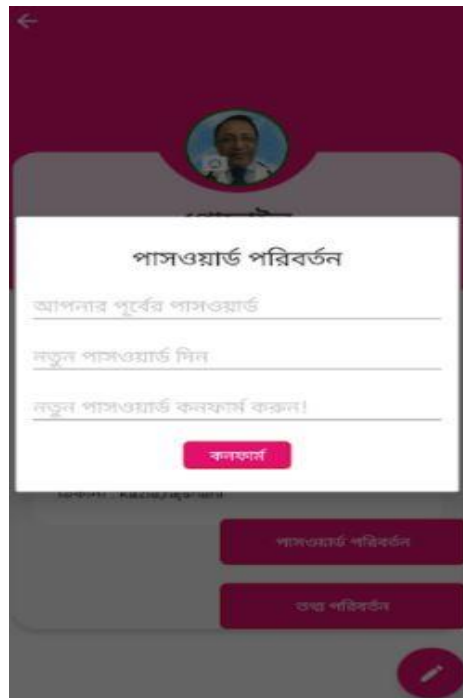 পাসওয়ার্ড পরিবর্তন
আপনার পূর্বের পাসওয়ার্ড
নতুন পাসওয়ার্ড দিন
নতুন পাসওয়ার্ড কনফার্ম করুন!
কনফার্ম
পাসওয়ার্ড পরিবর্তন
তথ্য পরিবর্তন